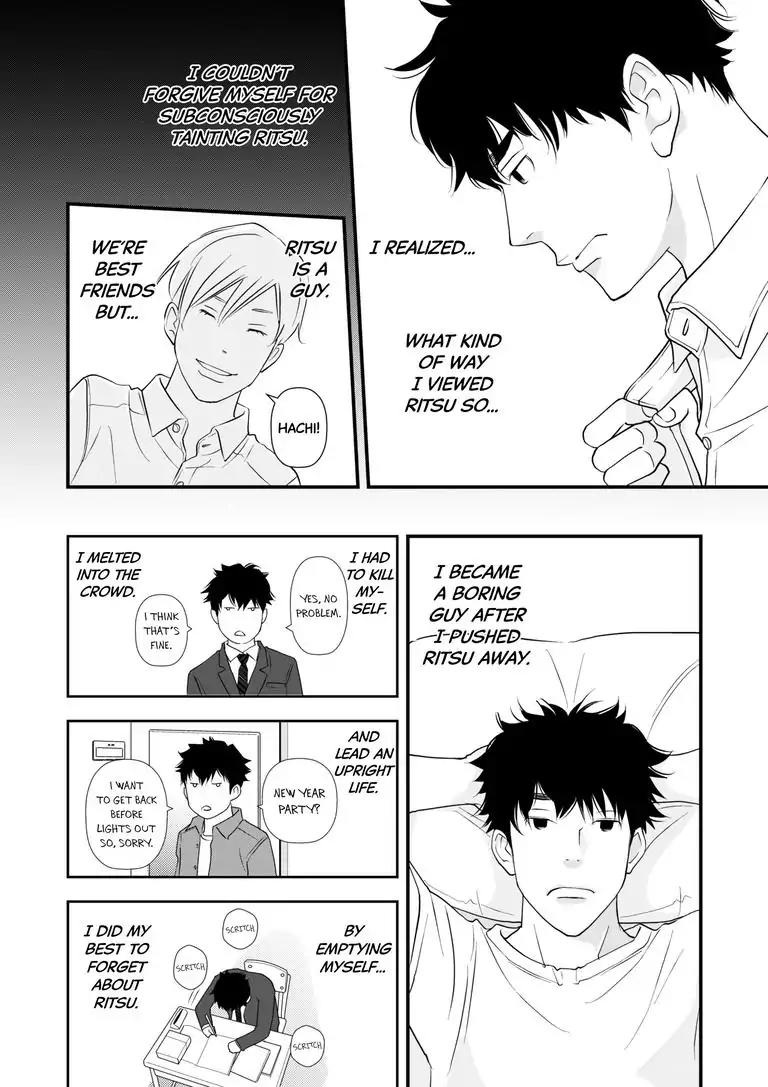 I COULDN'T
FORGIVE MYSELF FOR
SUBCONSCIOUSLY
TAINTING RITSU.
I REALIZED...
WHAT KIND
OF WAY
I VIEWED
RITSU SO...
RITSU
IS A
GUY.
WE'RE
BEST
FRIENDS
BUT...
HACHI!
I BECAME
A BORING
GUY AFTER
I PUSHED
RITSU AWAY.
I HAD
TO KILL
MY-
SELF.
YES, NO
PROBLEM.
I THINK
THAT'S
FINE.
I MELTED
INTO THE
CROWD.
AND
LEAD AN
UPRIGHT
LIFE.
NEW YEAR
PARTY?
I WANT
TO GET BACK
BEFORE
LIGHTS OUT
SO, SORRY.
BY
EMPTYING
MYSELF...
SCRITCH
SCRITCH
SCRITCH
I DID MY
BEST TO
FORGET
ABOUT
RITSU.